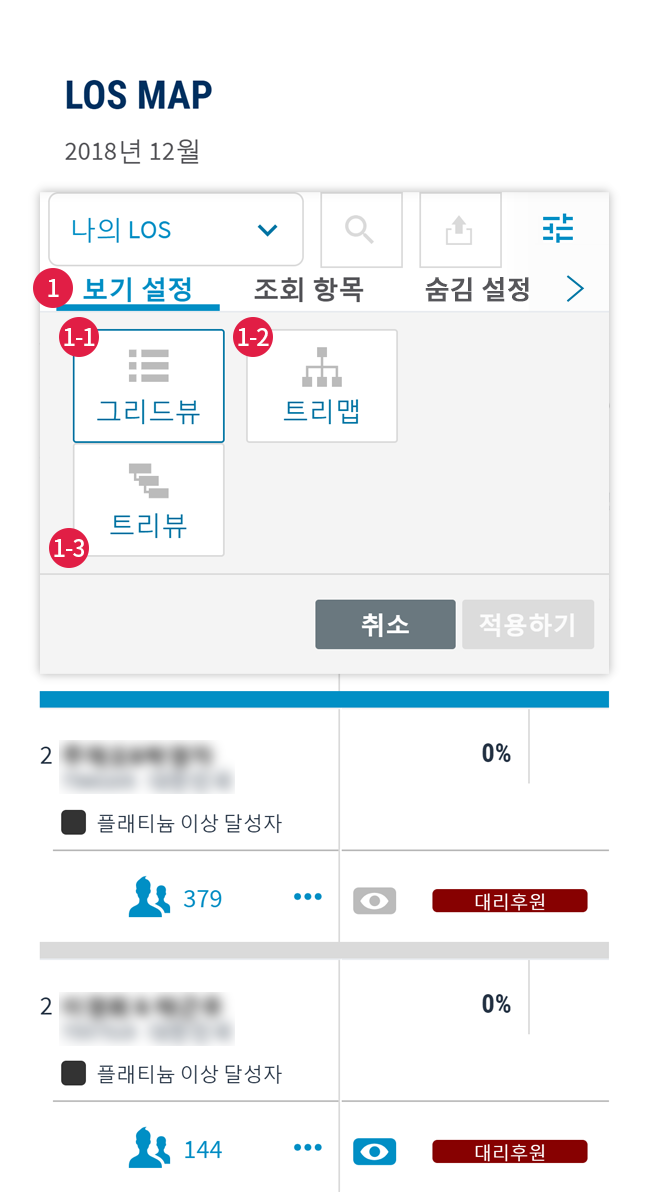 LOS MAP
2018년 12월
나의 LOS
1 보기 설정 조회 항목 숨김 설정
1-1 1-2
그리드뷰 트리맵
트리뷰
1-3
취소 적용하기
2 0%
플래티늄 이상 달성자
379 대리후원
2 0%
플래티늄 이상 달성자
144 대리후원